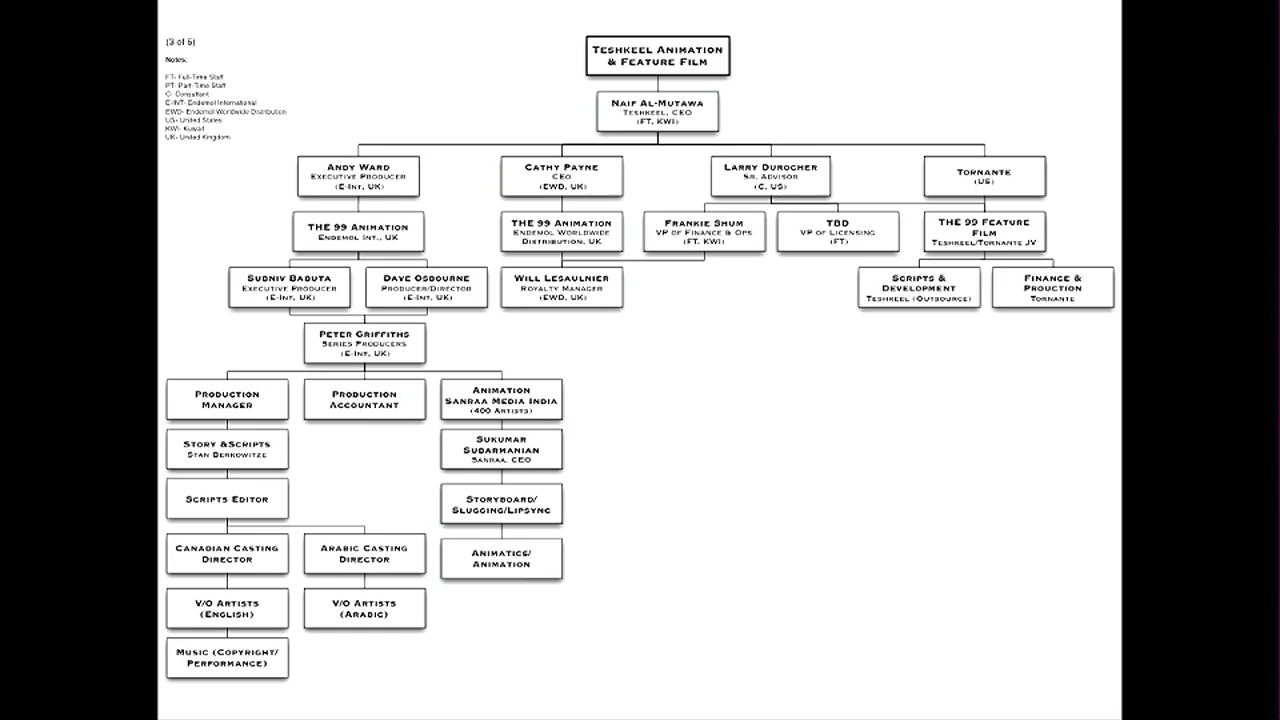 (3 of 5)
Notes:
FT- Full-Time Staff
PT- Part-Time Staff
C- Consultant
E-INT- Endemol International
EWD- Endemol Worldwide Distribution
US- United States
KWI- Kuwait
UK- United Kingdom
TESHKEEL ANIMATION
& FEATURE FILM
NAIF AL-MUTAWA
TESHKEEL, CEO
(FT, KWI)
ANDY WARD
EXECUTIVE PRODUCER
(E-INT, UK)
CATHY PAYNE
CEO
(EWD, UK)
LARRY DUROCHER
SR. ADVISOR
(C, US)
TORNANTE
(US)
THE 99 ANIMATION
ENDEMOL INT., UK
THE 99 ANIMATION
ENDEMOL WORLDWIDE
DISTRIBUTION, UK
FRANKIE SHUM
VP OF FINANCE & OPS
(FT, KWI)
TBD
VP OF LICENSING
(FT)
THE 99 FEATURE
FILM
TESHKEEL/TORNANTE JV
SUDNIV BABUTA
EXECUTIVE PRODUCER
(E-INT, UK)
DAVE OSBOURNE
PRODUCER/DIRECTOR
(E-INT, UK)
WILL LESAULNIER
ROYALTY MANAGER
(EWD, UK)
SCRIPTS &
DEVELOPMENT
TESHKEEL (OUTSOURCE)
FINANCE &
PROUCTION
TORNANTE
PETER GRIFFITHS
SERIES PRODUCERS
(E-INT, UK)
PRODUCTION
MANAGER
PRODUCTION
ACCOUNTANT
ANIMATION
SANRAA MEDIA INDIA
(400 ARTISTS)
STORY &SCRIPTS
STAN BERKOWITZE
SUKUMAR
SUBARMANIAN
SANRAA, CEO
SCRIPTS EDITOR
STORYBOARD/
SLUGGING/LIPSYNC
CANADIAN CASTING
DIRECTOR
ARABIC CASTING
DIRECTOR
ANIMATICS/
ANIMATION
V/O ARTISTS
(ENGLISH)
V/O ARTISTS
(ARABIC)
MUSIC (COPYRIGHT/
PERFORMANCE)